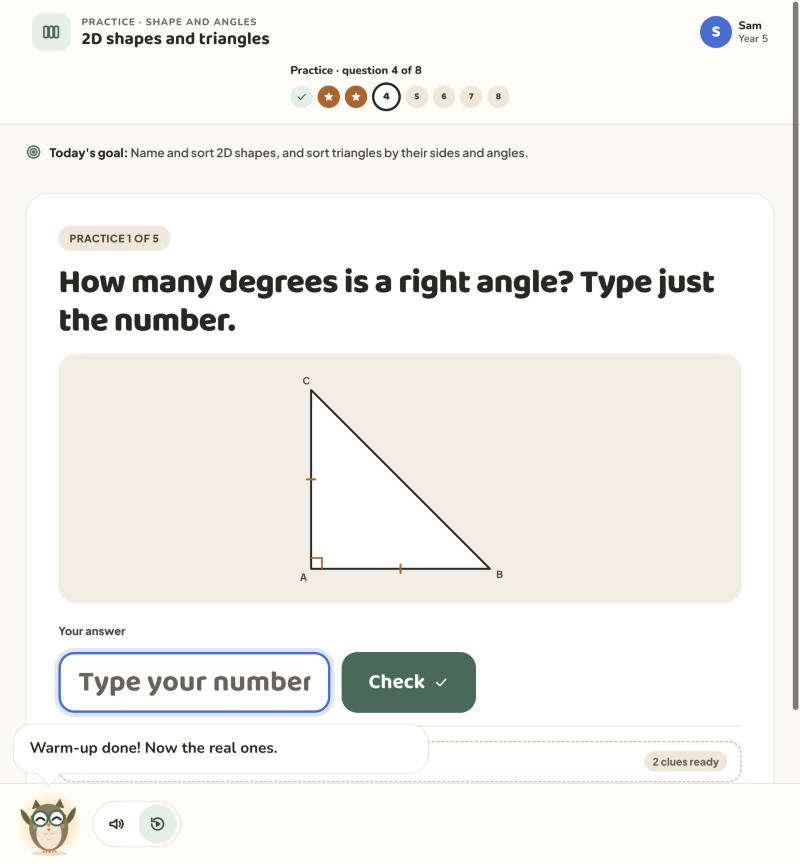 PRACTICE · SHAPE AND ANGLES
2D shapes and triangles
S
Sam
Year 5
Practice · question 4 of 8
4
5
6
7
8
Today's goal: Name and sort 2D shapes, and sort triangles by their sides and angles.
PRACTICE 1 OF 5
How many degrees is a right angle? Type just
the number.
C
A
B
Your answer
Type your number
Check
Warm-up done! Now the real ones.
2 clues ready